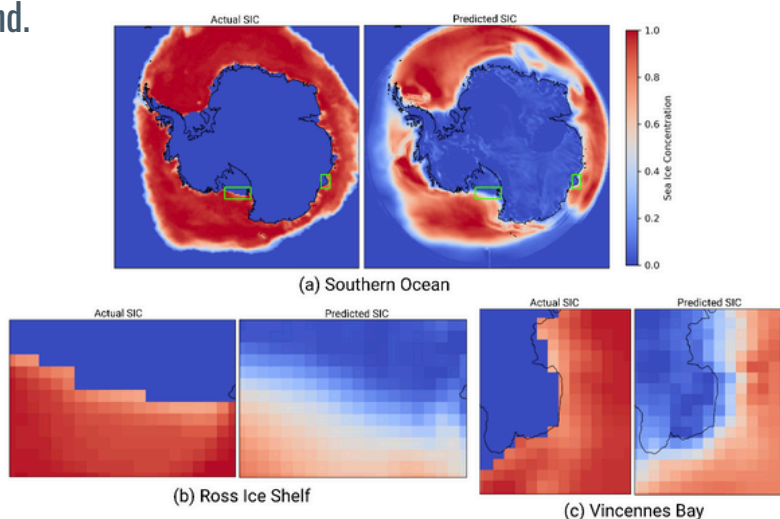 nd.
Actual SIC
Predicted SIC
1.0
0.8
0.6
0.4
0.2
0.0
Sea Ice Concentration
(a) Southern Ocean
Actual SIC
Predicted SIC
(b) Ross Ice Shelf
Actual SIC
Predicted SIC
(c) Vincennes Bay